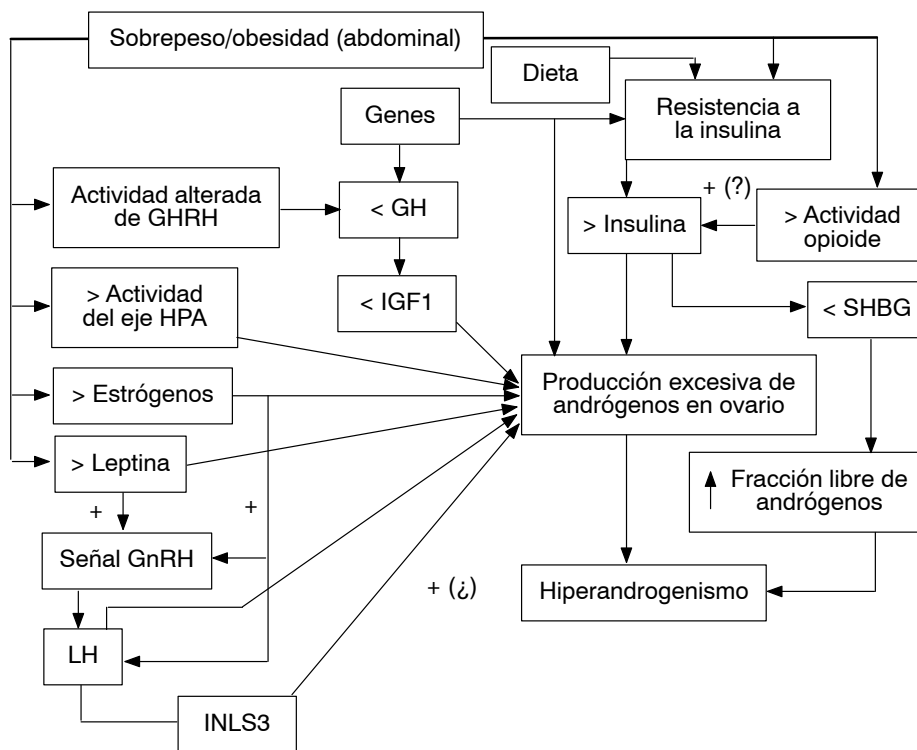 Sobrepeso/obesidad (abdominal)
Dieta
Genes
Resistencia a
la insulina
Actividad alterada
de GHRH
< GH
+ (?)
> Insulina
> Actividad
opioide
> Actividad
del eje HPA
< IGF1
< SHBG
> Estrógenos
Producción excesiva de
andrógenos en ovario
> Leptina
+
+
Fracción libre de
andrógenos
Señal GnRH
+ (¿)
Hiperandrogenismo
LH
INLS3